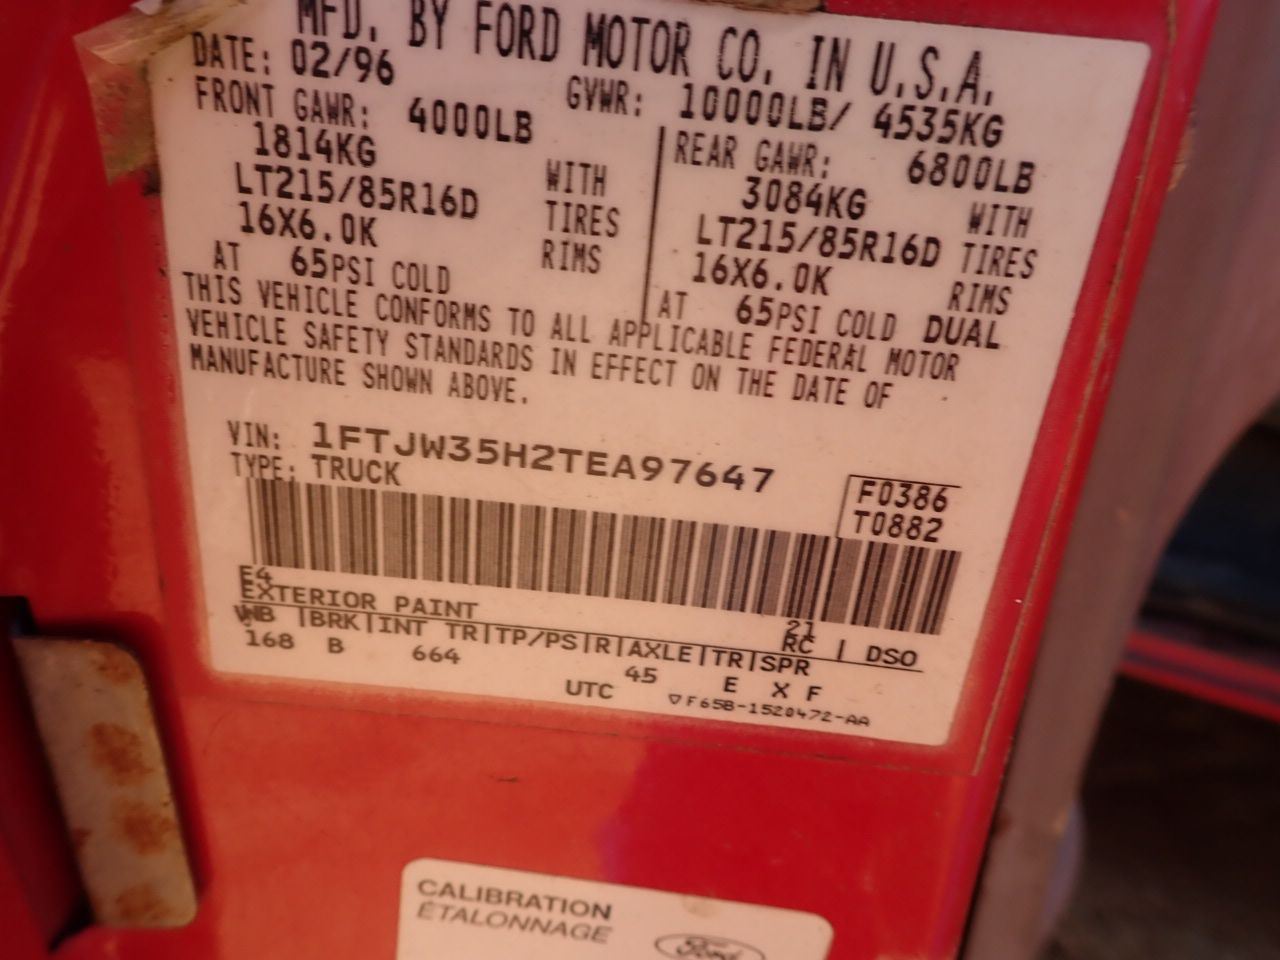 MFD. BY FORD MOTOR CO. IN U.S.A.
DATE: 02/96 GVWR: 10000LB/ 4535KG
FRONT GAWR: 4000LB REAR GAWR: 6800LB
1814KG WITH 3084KG WITH
LT215/85R16D TIRES LT215/85R16D TIRES
16X6.0K RIMS 16X6.0K RIMS
AT 65PSI COLD AT 65PSI COLD DUAL
THIS VEHICLE CONFORMS TO ALL APPLICABLE FEDERAL MOTOR
VEHICLE SAFETY STANDARDS IN EFFECT ON THE DATE OF
MANUFACTURE SHOWN ABOVE.
VIN: 1FTJW35H2TEA97647
TYPE: TRUCK
F0386
T0882
E4 21
EXTERIOR PAINT RC DSO
WB BRK INT TR TP/PS R AXLE TR SPR
168 B 664 45 E X F
UTC ▽F65B-1520472-AA
CALIBRATION
ÉTALONNAGE
Ford